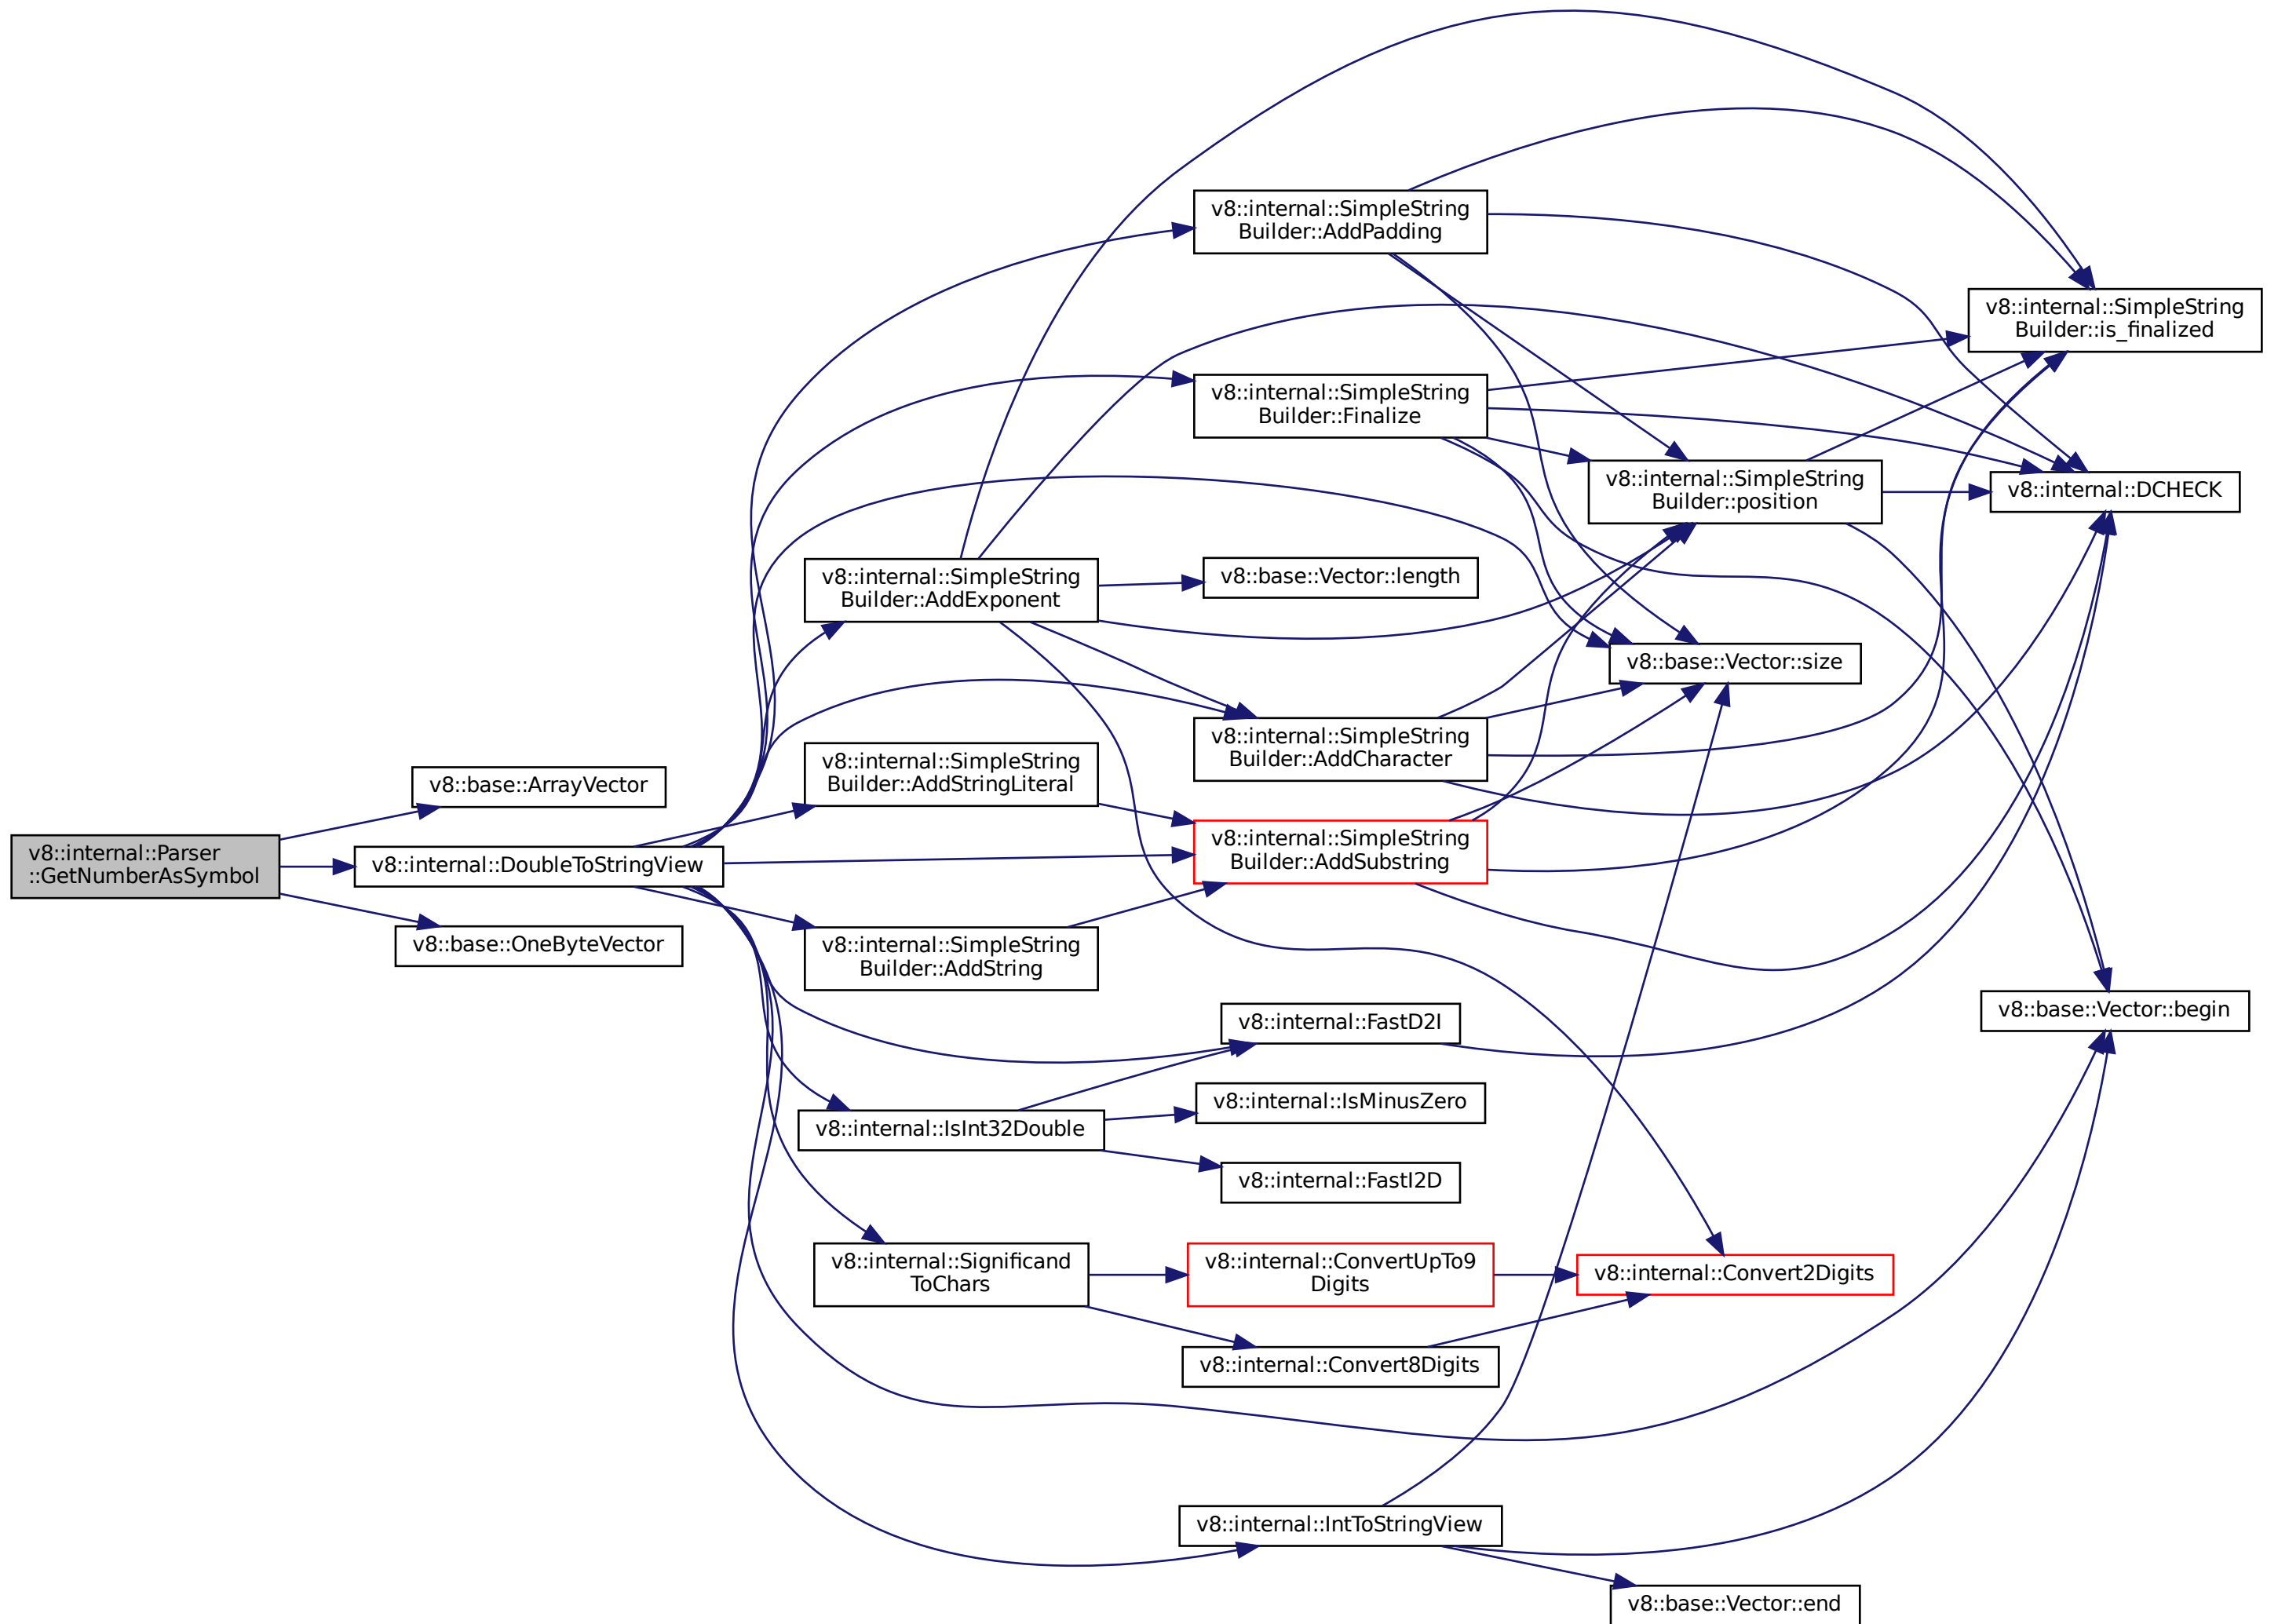 v8::internal::Parser
::GetNumberAsSymbol
v8::base::ArrayVector
v8::internal::DoubleToStringView
v8::base::OneByteVector
v8::internal::SimpleString
Builder::AddExponent
v8::internal::SimpleString
Builder::AddStringLiteral
v8::internal::SimpleString
Builder::AddString
v8::internal::IsInt32Double
v8::internal::Significand
ToChars
v8::internal::SimpleString
Builder::AddPadding
v8::internal::SimpleString
Builder::Finalize
v8::base::Vector::length
v8::internal::SimpleString
Builder::AddCharacter
v8::internal::SimpleString
Builder::AddSubstring
v8::internal::FastD2I
v8::internal::IsMinusZero
v8::internal::FastI2D
v8::internal::ConvertUpTo9
Digits
v8::internal::Convert8Digits
v8::internal::IntToStringView
v8::internal::SimpleString
Builder::position
v8::base::Vector::size
v8::internal::Convert2Digits
v8::base::Vector::end
v8::internal::SimpleString
Builder::is_finalized
v8::internal::DCHECK
v8::base::Vector::begin